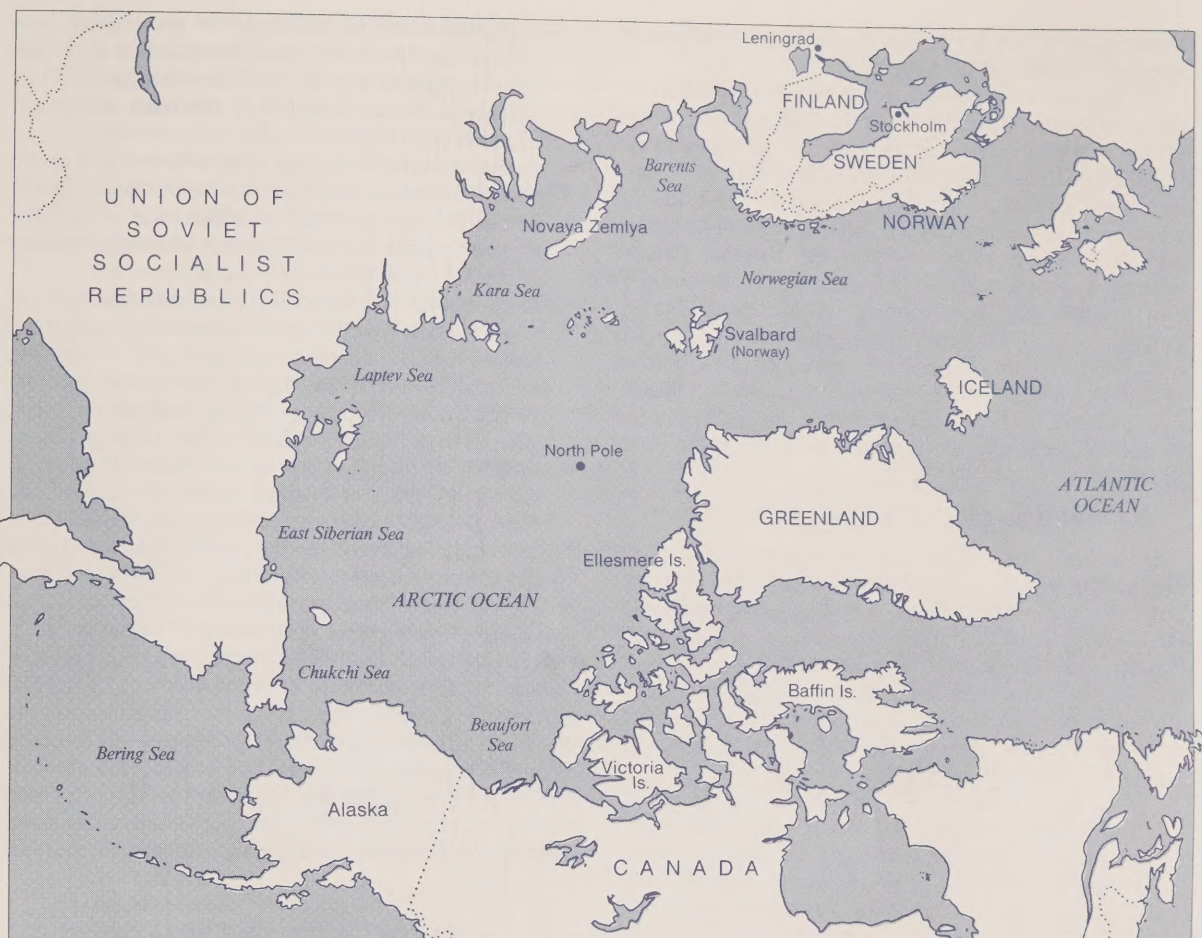 Leningrad
FINLAND
Stockholm
SWEDEN
Barents
Sea
UNION OF
SOVIET
SOCIALIST
REPUBLICS
Novaya Zemlya
NORWAY
Kara Sea
Norwegian Sea
Svalbard
(Norway)
Laptev Sea
ICELAND
North Pole
ATLANTIC
OCEAN
GREENLAND
East Siberian Sea
Ellesmere Is.
ARCTIC OCEAN
Chukchi Sea
Baffin Is.
Beaufort
Sea
Bering Sea
Victoria
Is.
Alaska
CANADA